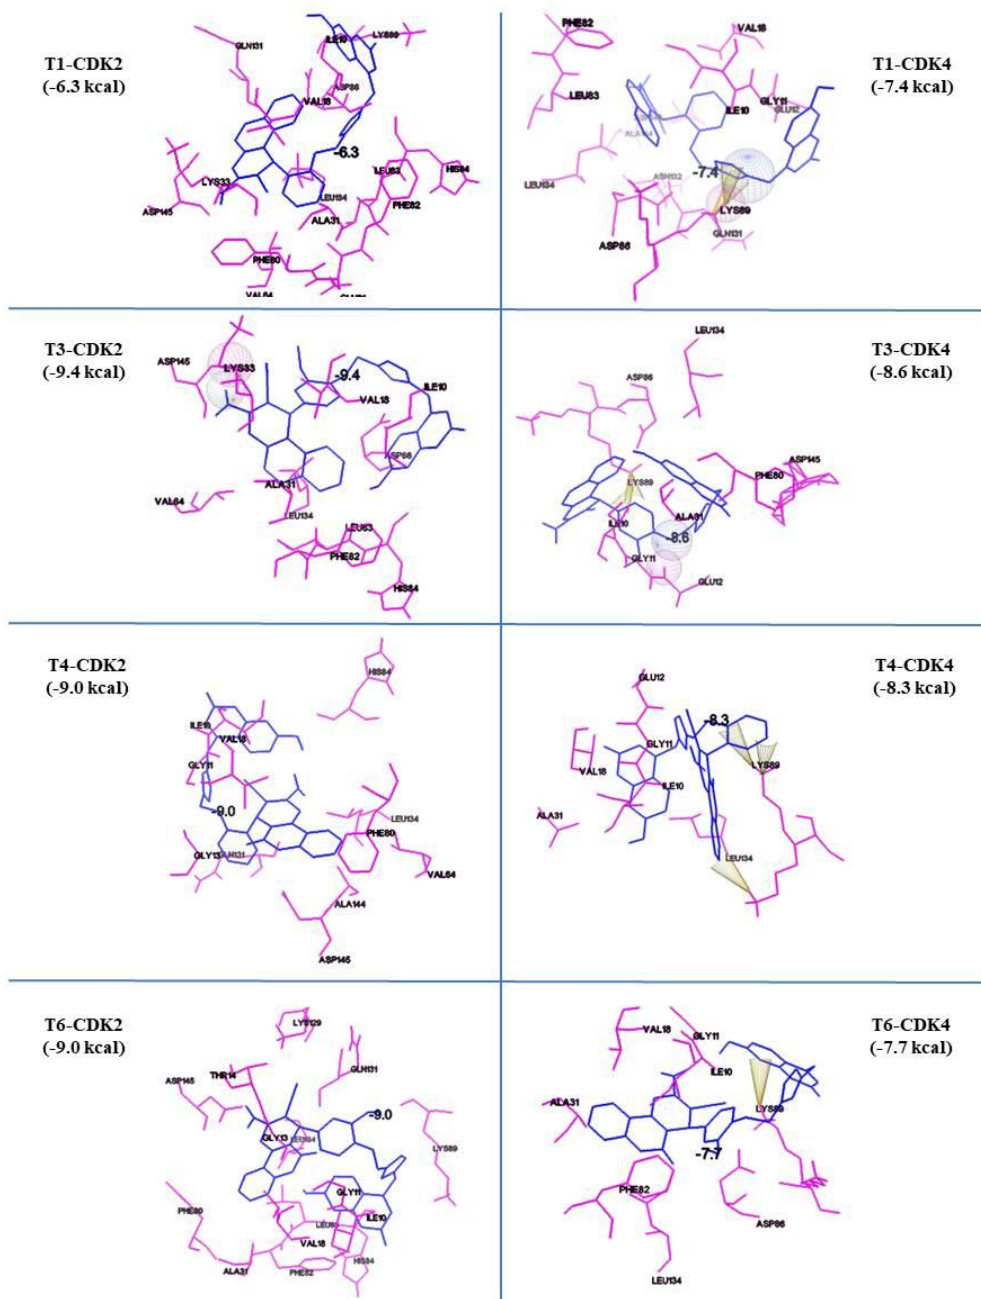 T1-CDK2
(-6.3 kcal)
GLN131
ILE10
LYS89
ASP86
VAL18
-6.3
LYS33
LEU83
HIS84
LEU134
PHE82
ASP145
ALA31
PHE80
VAL64
T1-CDK4
(-7.4 kcal)
PHE82
VAL18
LEU83
GLY11
ILE10
GLU12
LEU134
ASN132
-7.4
LYS89
GLN131
ASP86
T3-CDK2
(-9.4 kcal)
ASP145
LYS33
-9.4
ILE10
VAL18
ASP86
ALA31
VAL64
LEU134
LEU83
PHE82
HIS84
T3-CDK4
(-8.6 kcal)
LEU134
ASP86
ASP145
PHE80
LYS89
ALA31
ILE10
-8.6
GLY11
GLU12
T4-CDK2
(-9.0 kcal)
HIS84
ILE10
VAL18
GLY11
-9.0
LEU134
PHE80
GLY13
GLN131
VAL64
ALA144
ASP145
T4-CDK4
(-8.3 kcal)
GLU12
-8.3
GLY11
LYS89
VAL18
ILE10
ALA31
LEU134
T6-CDK2
(-9.0 kcal)
LYS129
GLN131
THR14
ASP145
-9.0
GLY13
LEU134
LYS89
GLY11
PHE80
ILE10
VAL18
HIS84
ALA31
PHE82
T6-CDK4
(-7.7 kcal)
VAL18
GLY11
ILE10
ALA31
LYS89
-7.7
PHE82
ASP86
LEU134